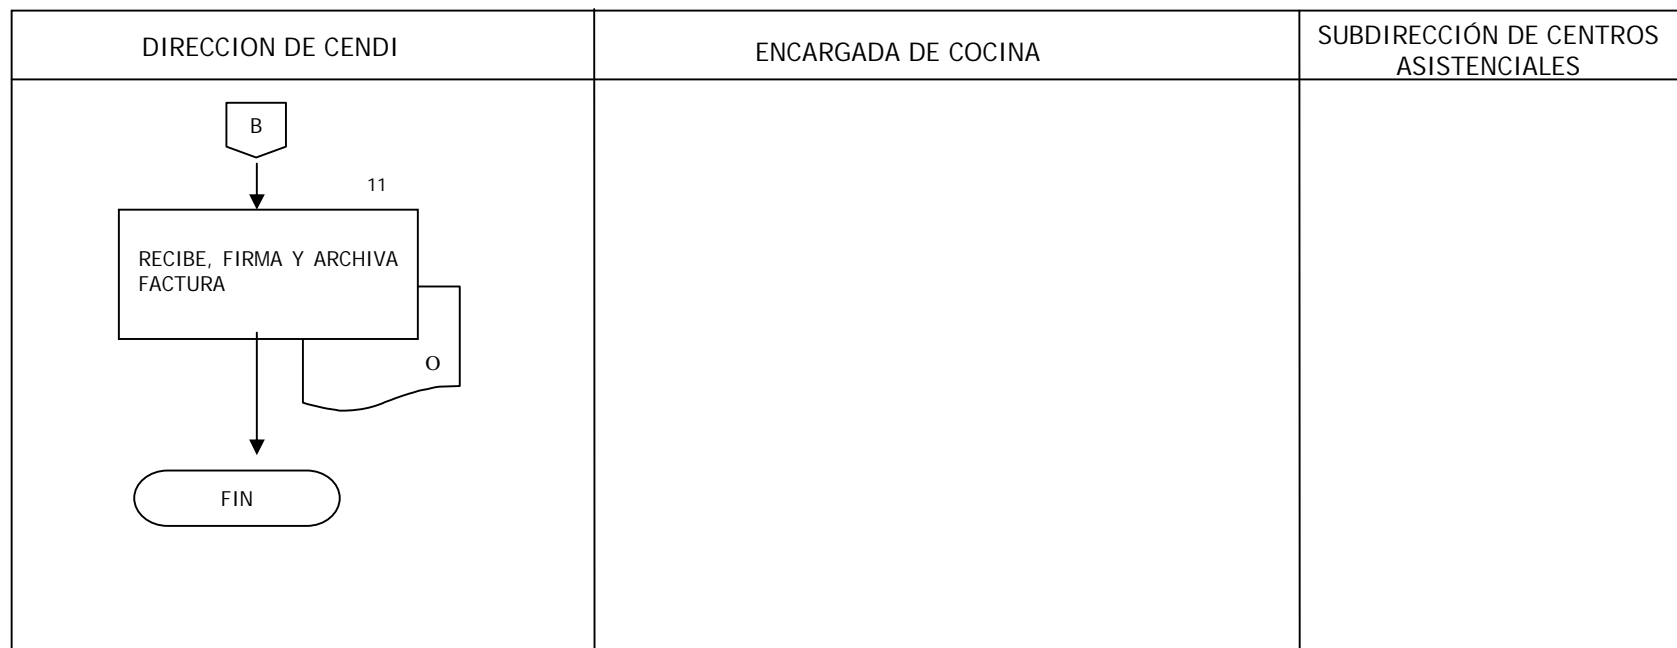 DIRECCION DE CENDI
ENCARGADA DE COCINA
SUBDIRECCIÓN DE CENTROS
ASISTENCIALES
B
11
RECIBE, FIRMA Y ARCHIVA
FACTURA
O
FIN